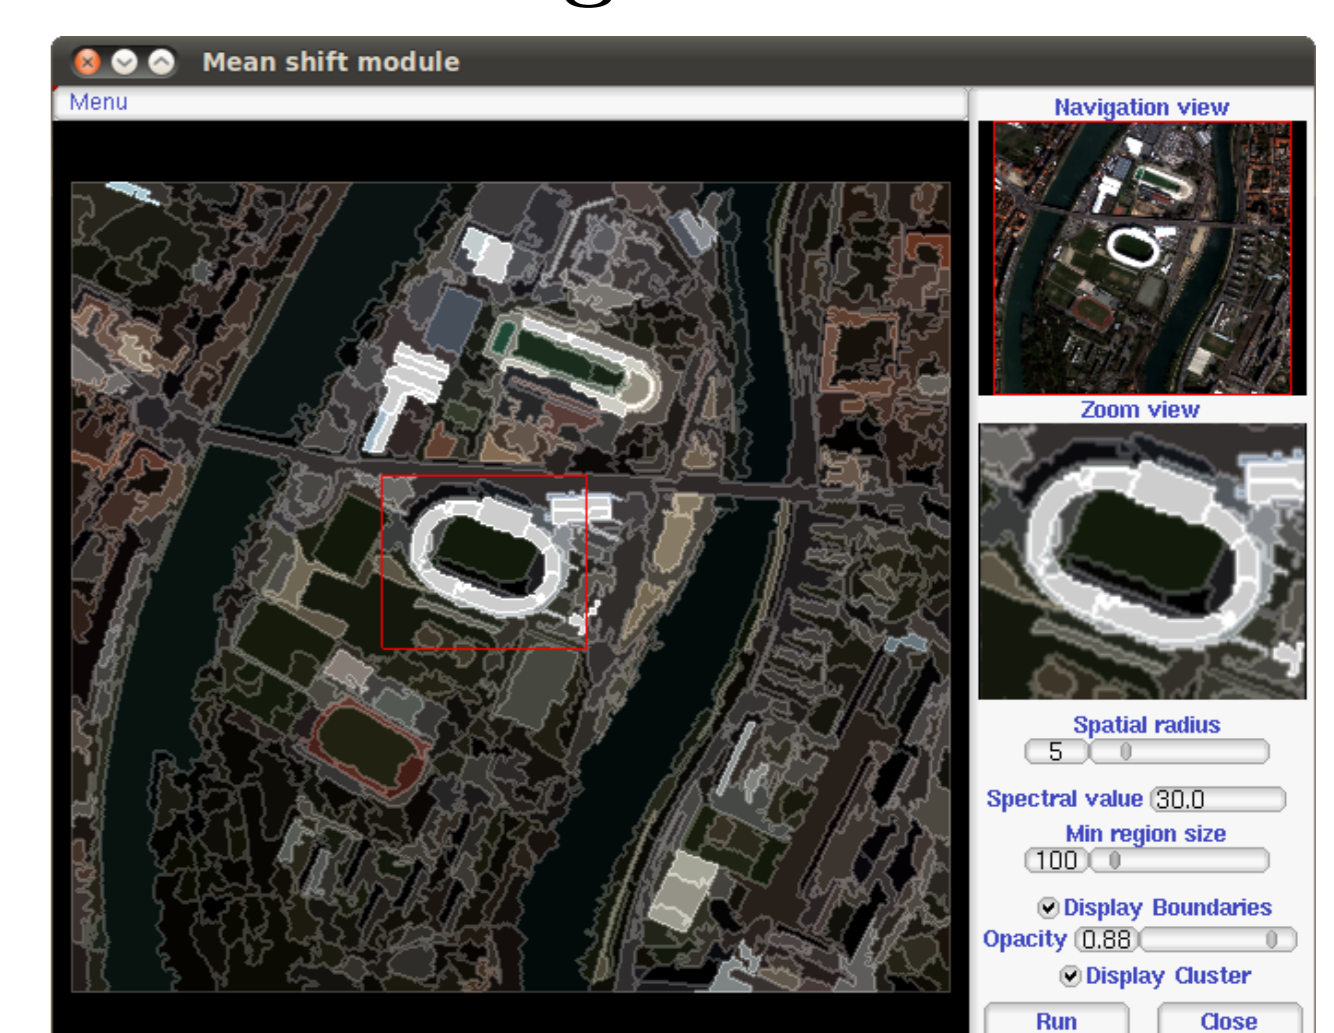 Mean shift module
Menu
Navigation view
Zoom view
Spatial radius
5
Spectral value 30.0
Min region size
100
Display Boundaries
Opacity 0.88
Display Cluster
Run Close